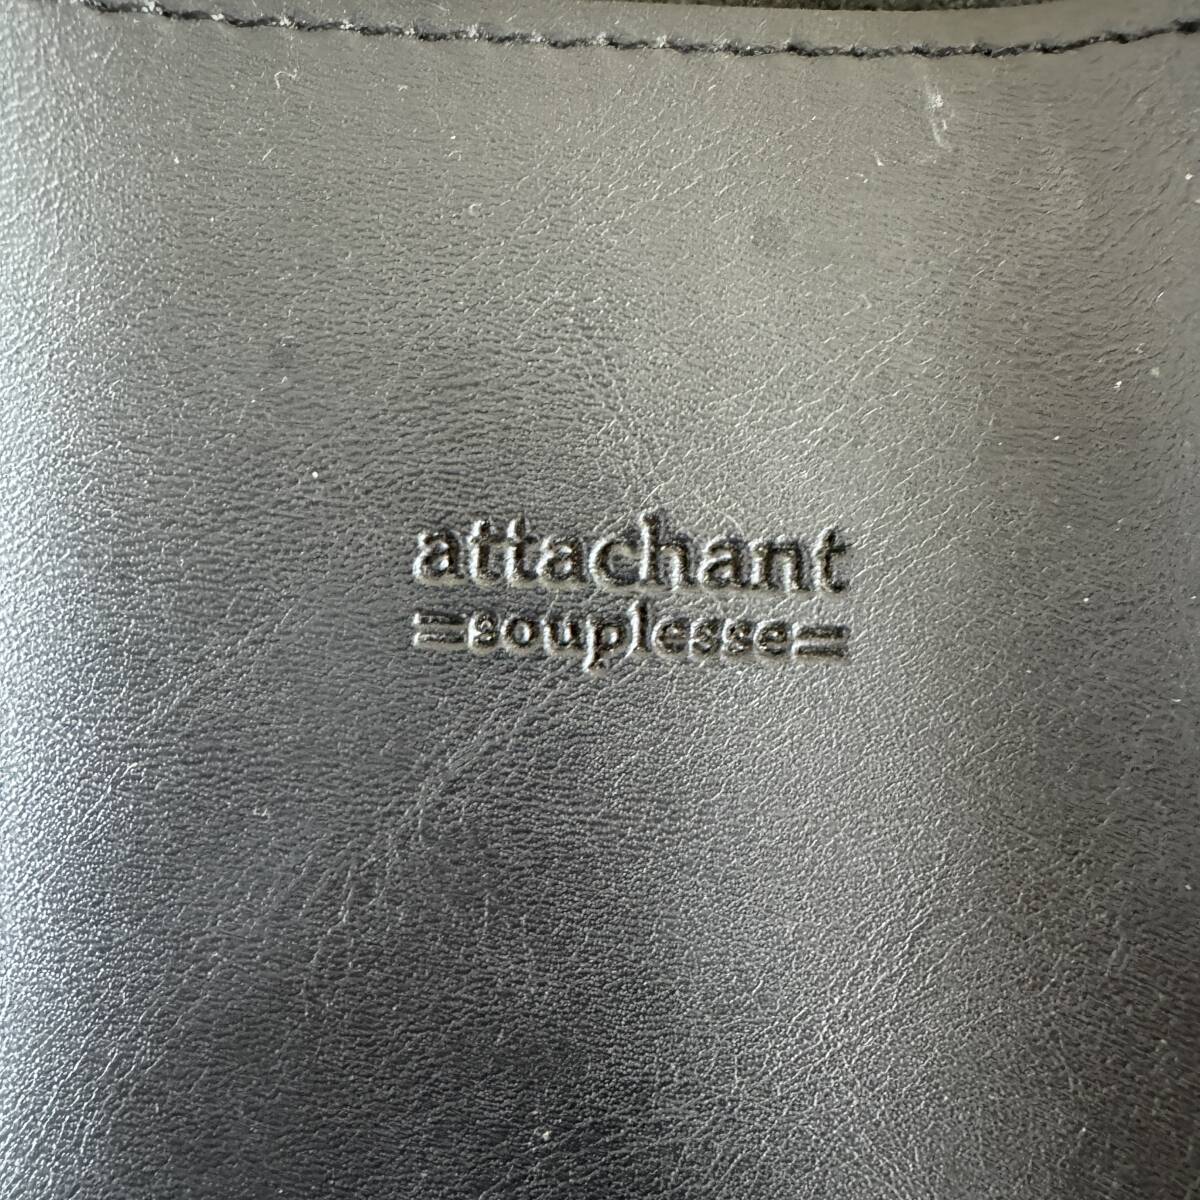 attachant
=souplesse=